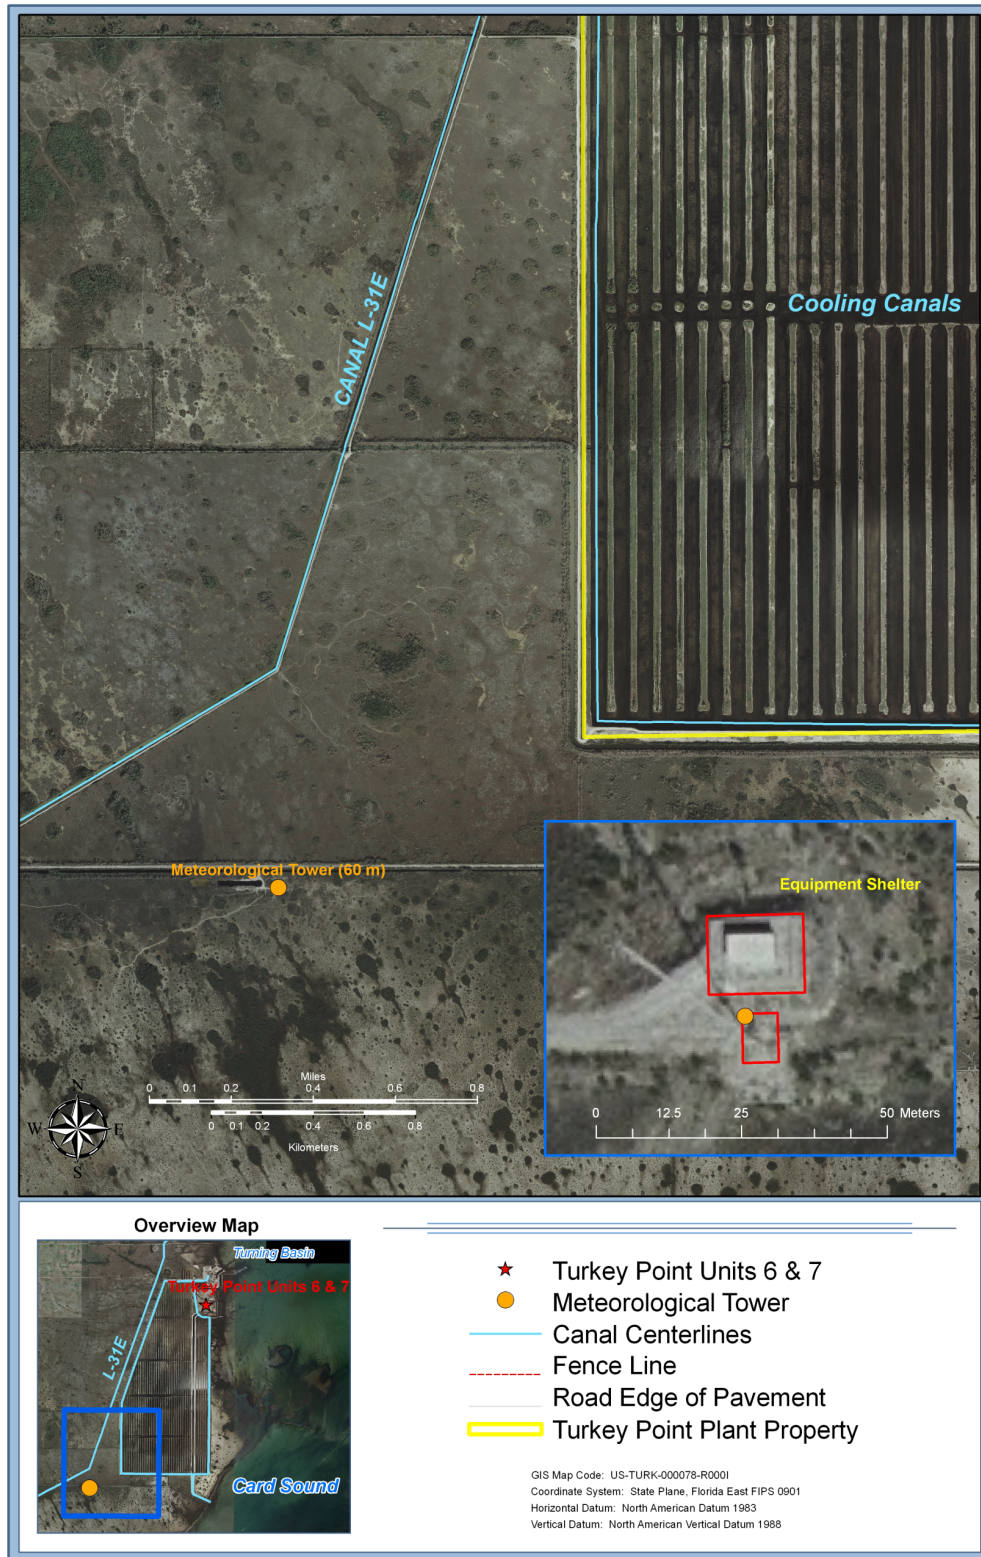 CANAL L-31E
Cooling Canals
Meteorological Tower (60 m)
Equipment Shelter
0 12.5 25 50 Meters
N
W E
S
Miles
0 0.1 0.2 0.4 0.6 0.8
0 0.1 0.2 0.4 0.6 0.8
Kilometers
Overview Map
Turning Basin
Turkey Point Units 6 & 7
L-31E
Card Sound
Turkey Point Units 6 & 7
Meteorological Tower
Canal Centerlines
Fence Line
Road Edge of Pavement
Turkey Point Plant Property
GIS Map Code: US-TURK-000078-R000I
Coordinate System: State Plane, Florida East FIPS 0901
Horizontal Datum: North American Datum 1983
Vertical Datum: North American Vertical Datum 1988